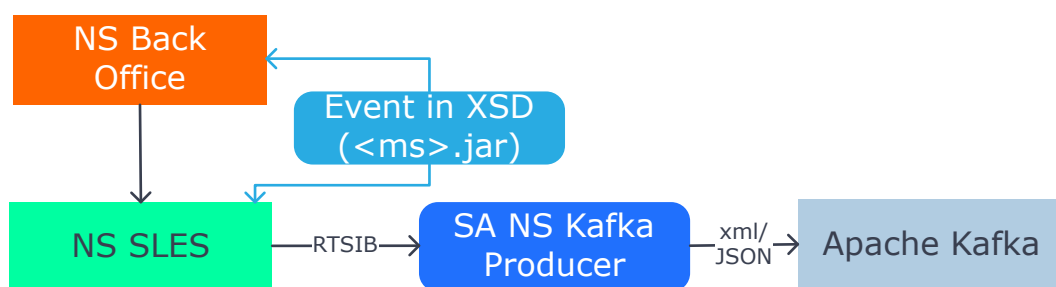 NS Back
Office
Event in XSD
(<ms>.jar)
NS SLES
RTSIB
SA NS Kafka
Producer
xml/
JSON
Apache Kafka